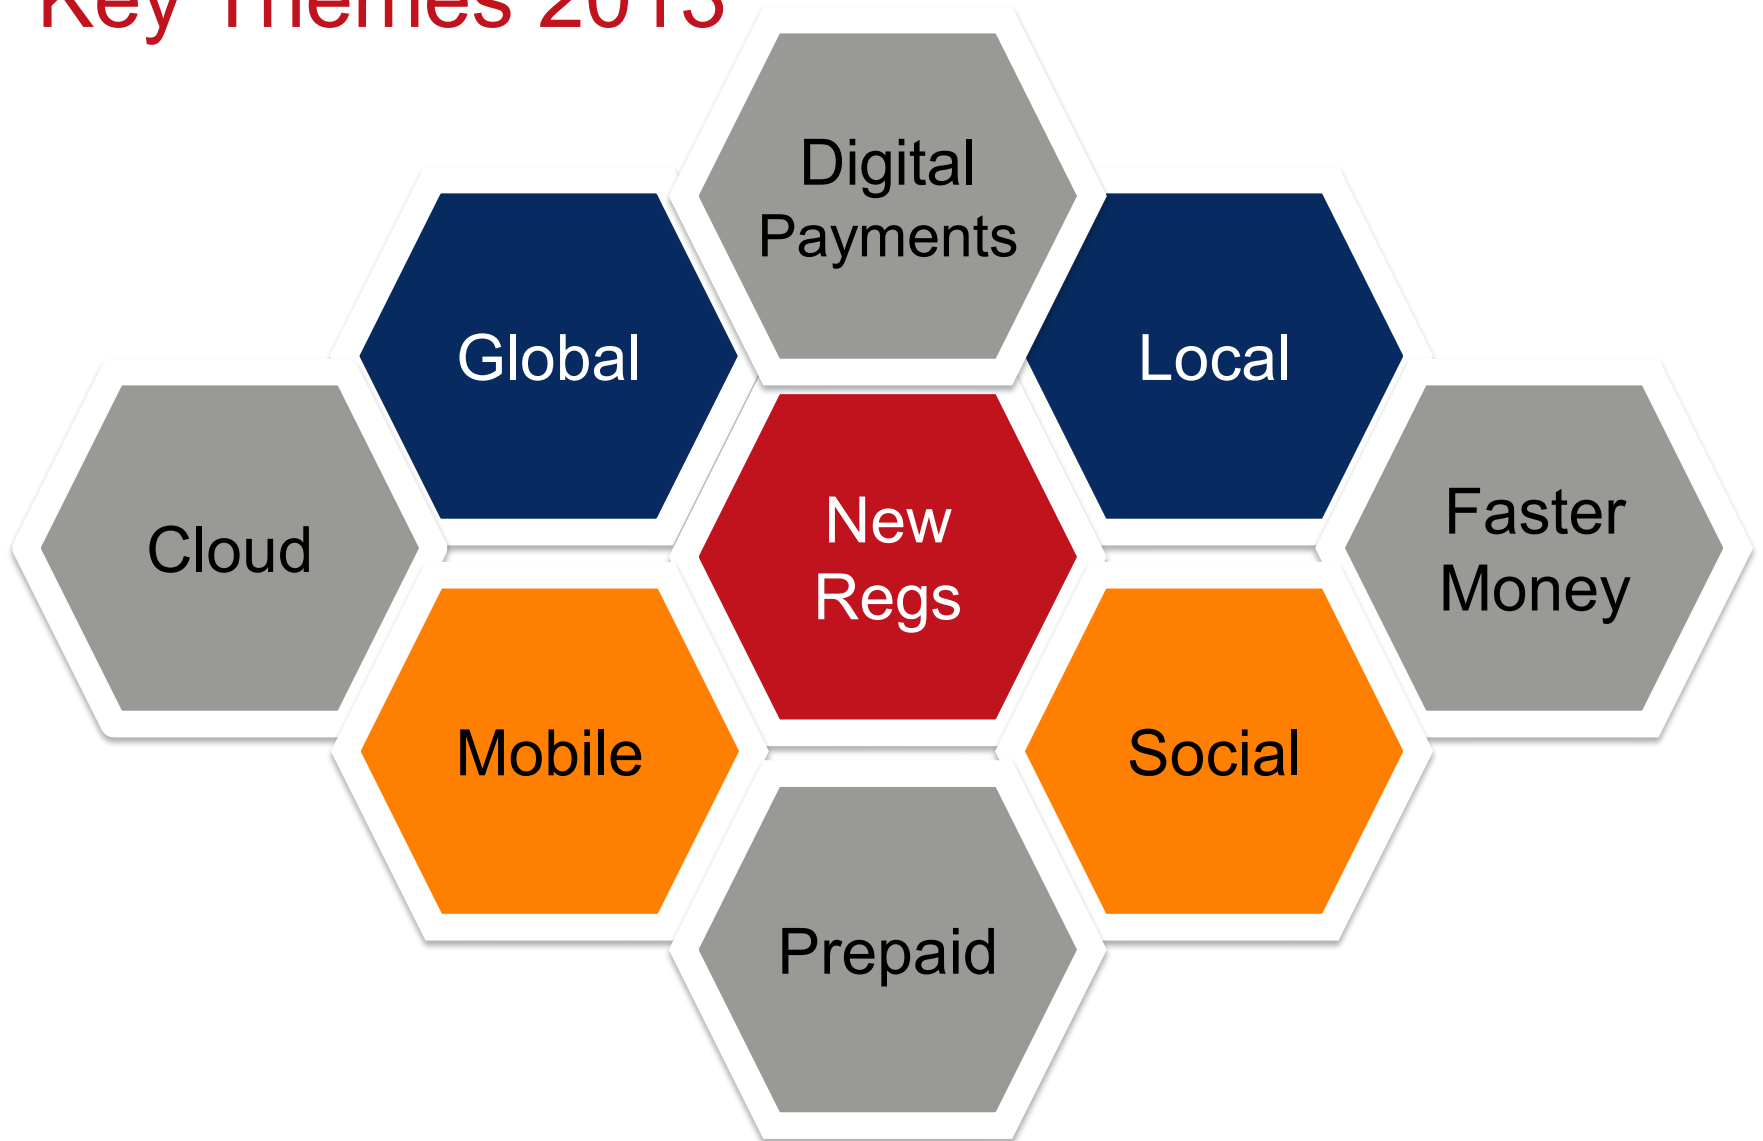 Key Themes 2013
Digital
Payments
Global
Local
Cloud
New
Regs
Faster
Money
Mobile
Social
Prepaid